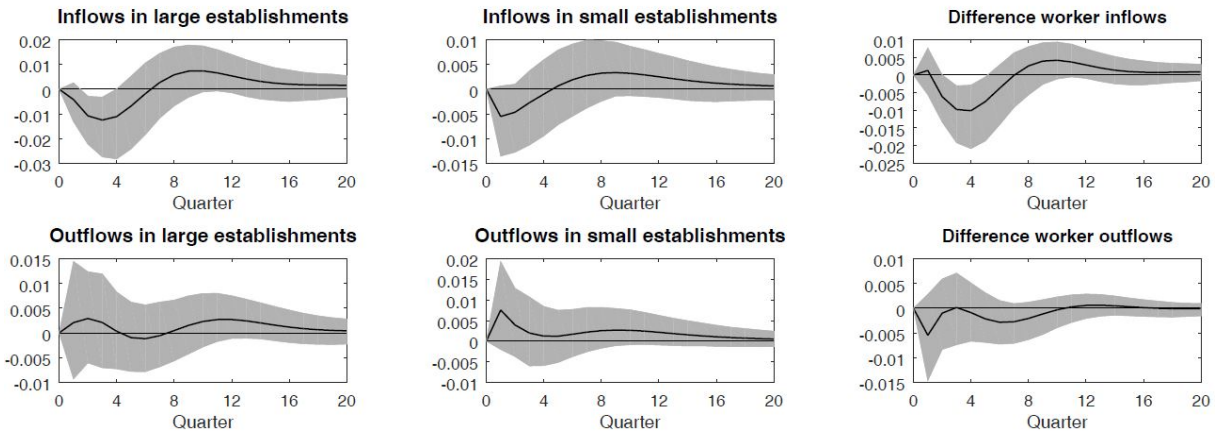 Inflows in large establishments
0.02
0.01
0
-0.01
-0.02
-0.03
0 4 8 12 16 20
Quarter
Inflows in small establishments
0.01
0.005
0
-0.005
-0.01
-0.015
0 4 8 12 16 20
Quarter
Difference worker inflows
0.01
0.005
0
-0.005
-0.01
-0.015
-0.02
-0.025
0 4 8 12 16 20
Quarter
Outflows in large establishments
0.015
0.01
0.005
0
-0.005
-0.01
0 4 8 12 16 20
Quarter
Outflows in small establishments
0.02
0.015
0.01
0.005
0
-0.005
-0.01
0 4 8 12 16 20
Quarter
Difference worker outflows
0.01
0.005
0
-0.005
-0.01
-0.015
0 4 8 12 16 20
Quarter